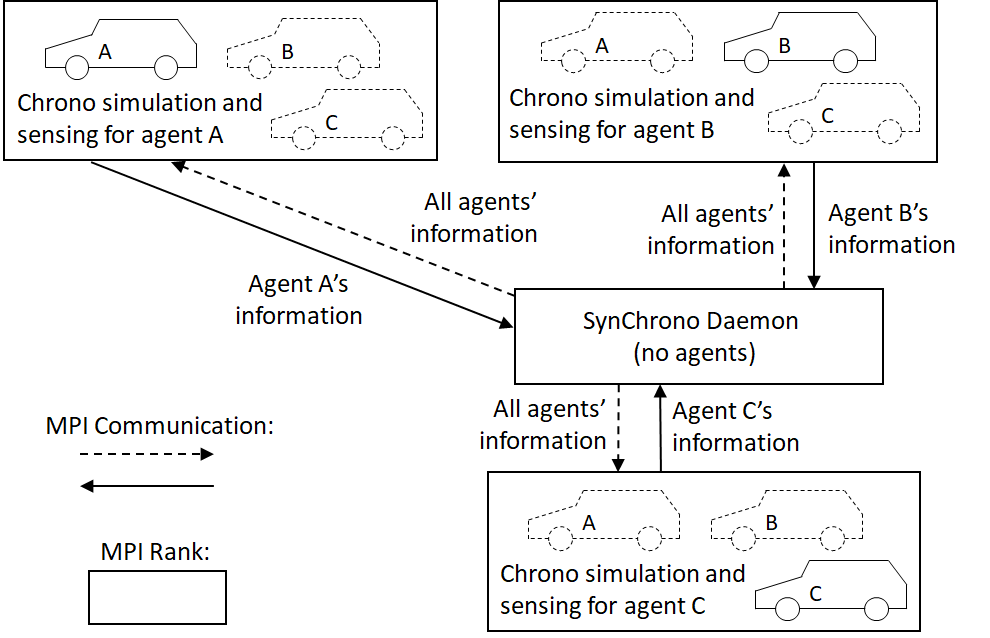 A
B
Chrono simulation and
sensing for agent A
C
A
B
Chrono simulation and
sensing for agent B
C
All agents’
information
Agent A’s
information
All agents’
information
Agent B’s
information
SynChrono Daemon
(no agents)
All agents’
information
Agent C’s
information
MPI Communication:
MPI Rank:
A
B
Chrono simulation and
sensing for agent C
C